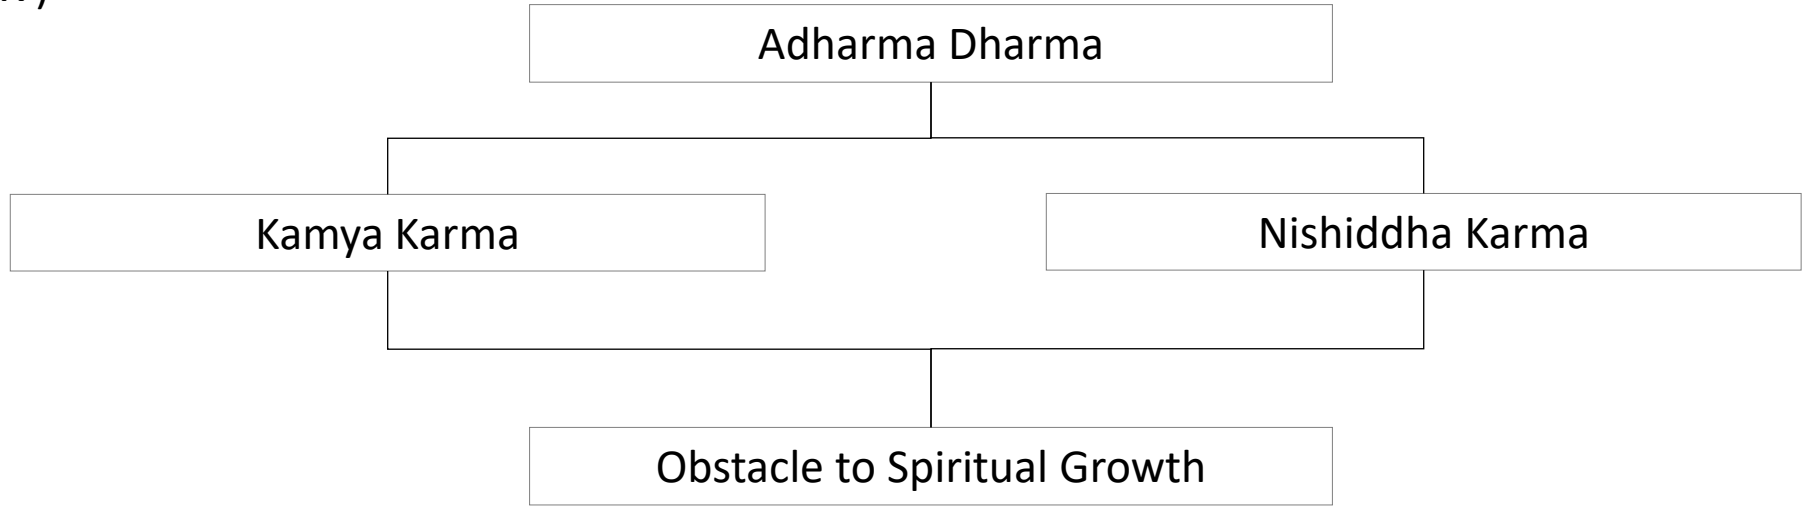 Adharma Dharma
Kamya Karma
Nishiddha Karma
Obstacle to Spiritual Growth